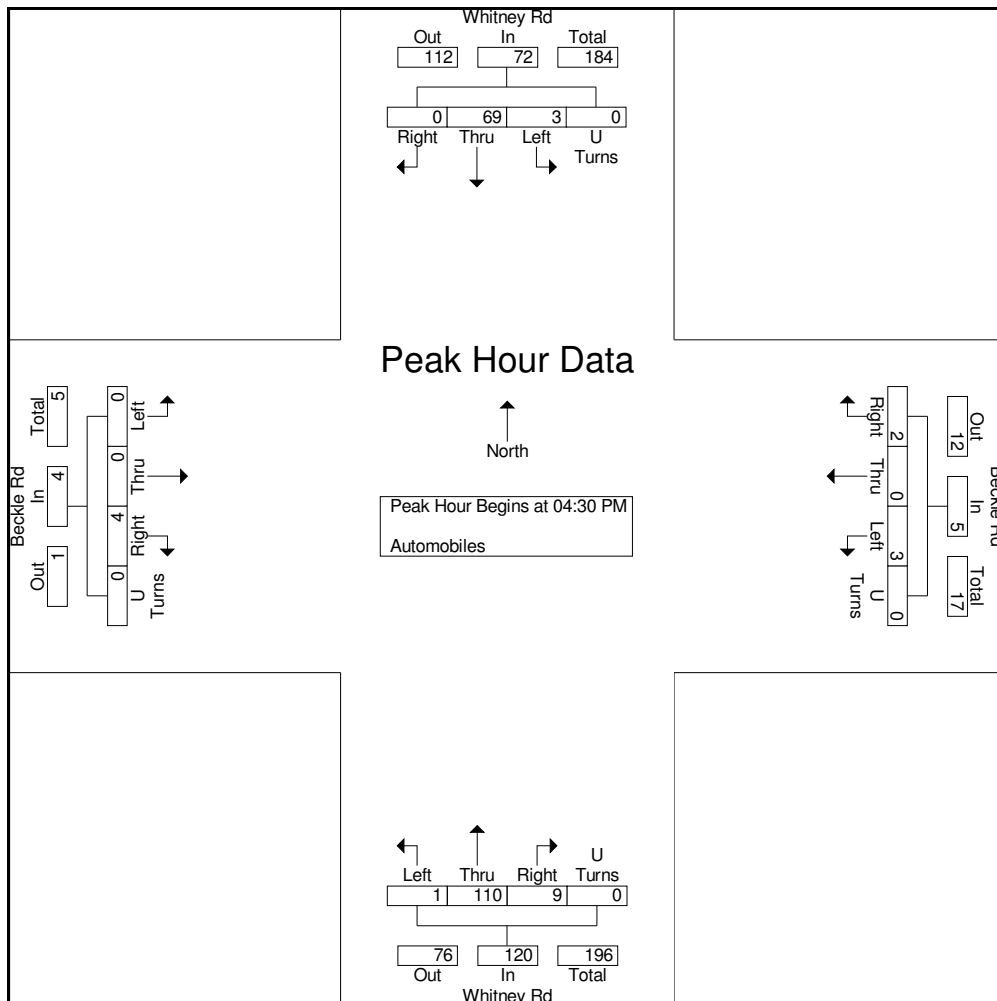 Whitney Rd
Out In Total
112 72 184
0 69 3 0
Right Thru Left U
Turns
Peak Hour Data
North
Peak Hour Begins at 04:30 PM
Automobiles
Beckle Rd
Total In Out
5 4 1
0 0 4 0
Left Thru Right U
Turns
Beckle Rd
Out In Total
12 5 17
2 0 3 0
Right Thru Left U
Turns
U
Left Thru Right Turns
1 110 9 0
76 120 196
Out In Total
Whitney Rd